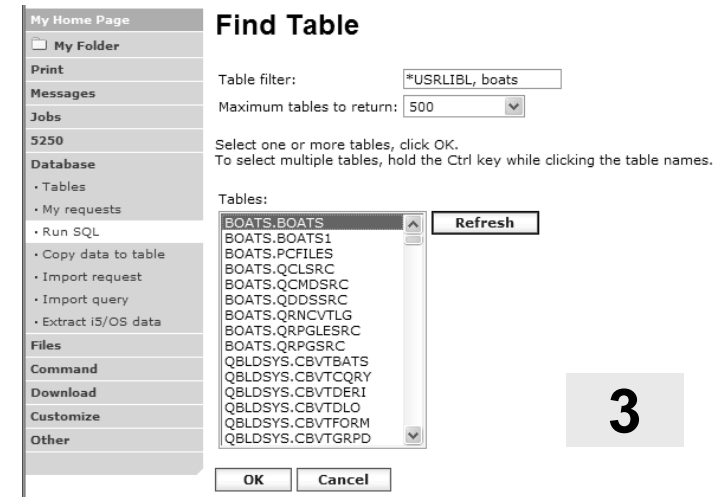 My Home Page
My Folder
Print
Messages
Jobs
5250
Database
· Tables
· My requests
· Run SQL
· Copy data to table
· Import request
· Import query
· Extract i5/OS data
Files
Command
Download
Customize
Other
Find Table
Table filter: *USRLIBL, boats
Maximum tables to return: 500
Select one or more tables, click OK.
To select multiple tables, hold the Ctrl key while clicking the table names.
Tables:
BOATS.BOATS
BOATS.BOATS1
BOATS.PCFILES
BOATS.QCLSRC
BOATS.QCMDSRC
BOATS.QDDSSRC
BOATS.QRNCVTLG
BOATS.QRPGLESRC
BOATS.QRPGSRC
QBLDSYS.CBVTBATS
QBLDSYS.CBVTCQRY
QBLDSYS.CBVTDERI
QBLDSYS.CBVTDLO
QBLDSYS.CBVTFORM
QBLDSYS.CBVTGRPD
Refresh
3
OK Cancel